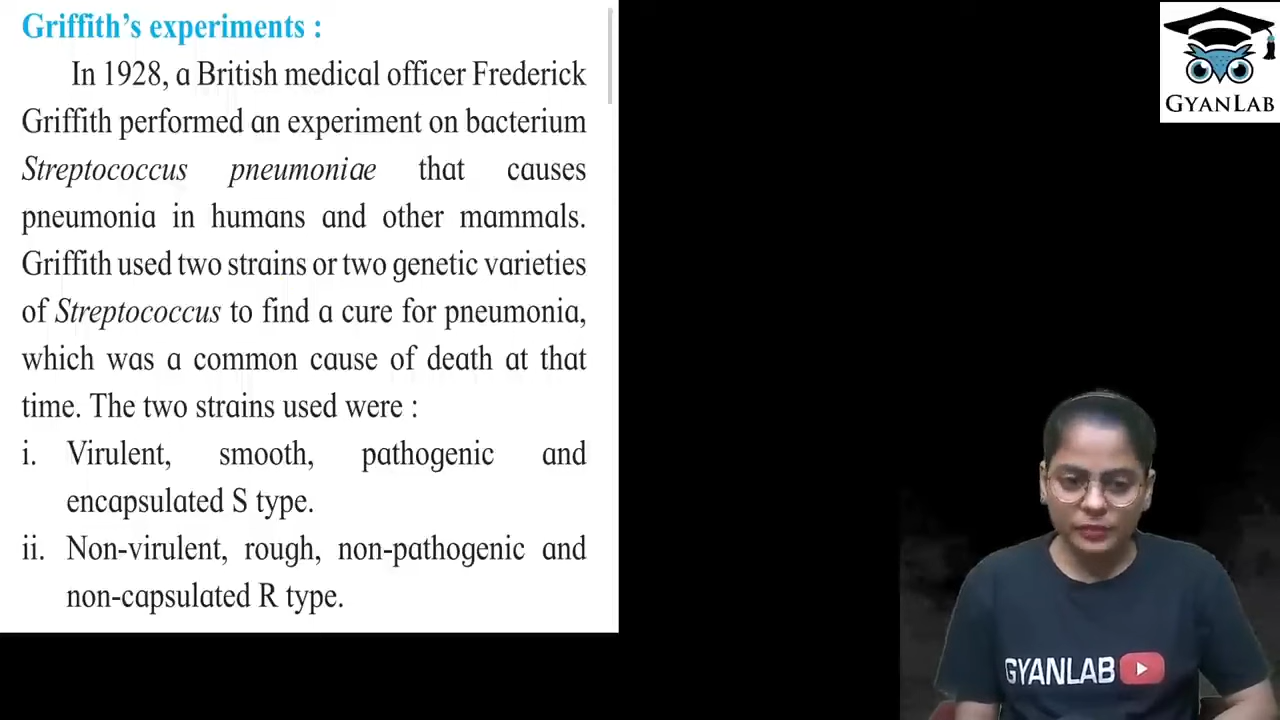 Griffith’s experiments :
In 1928, a British medical officer Frederick
Griffith performed an experiment on bacterium
Streptococcus pneumoniae that causes
pneumonia in humans and other mammals.
Griffith used two strains or two genetic varieties
of Streptococcus to find a cure for pneumonia,
which was a common cause of death at that
time. The two strains used were :
i. Virulent, smooth, pathogenic and
encapsulated S type.
ii. Non-virulent, rough, non-pathogenic and
non-capsulated R type.
GYANLAB
GYANLAB